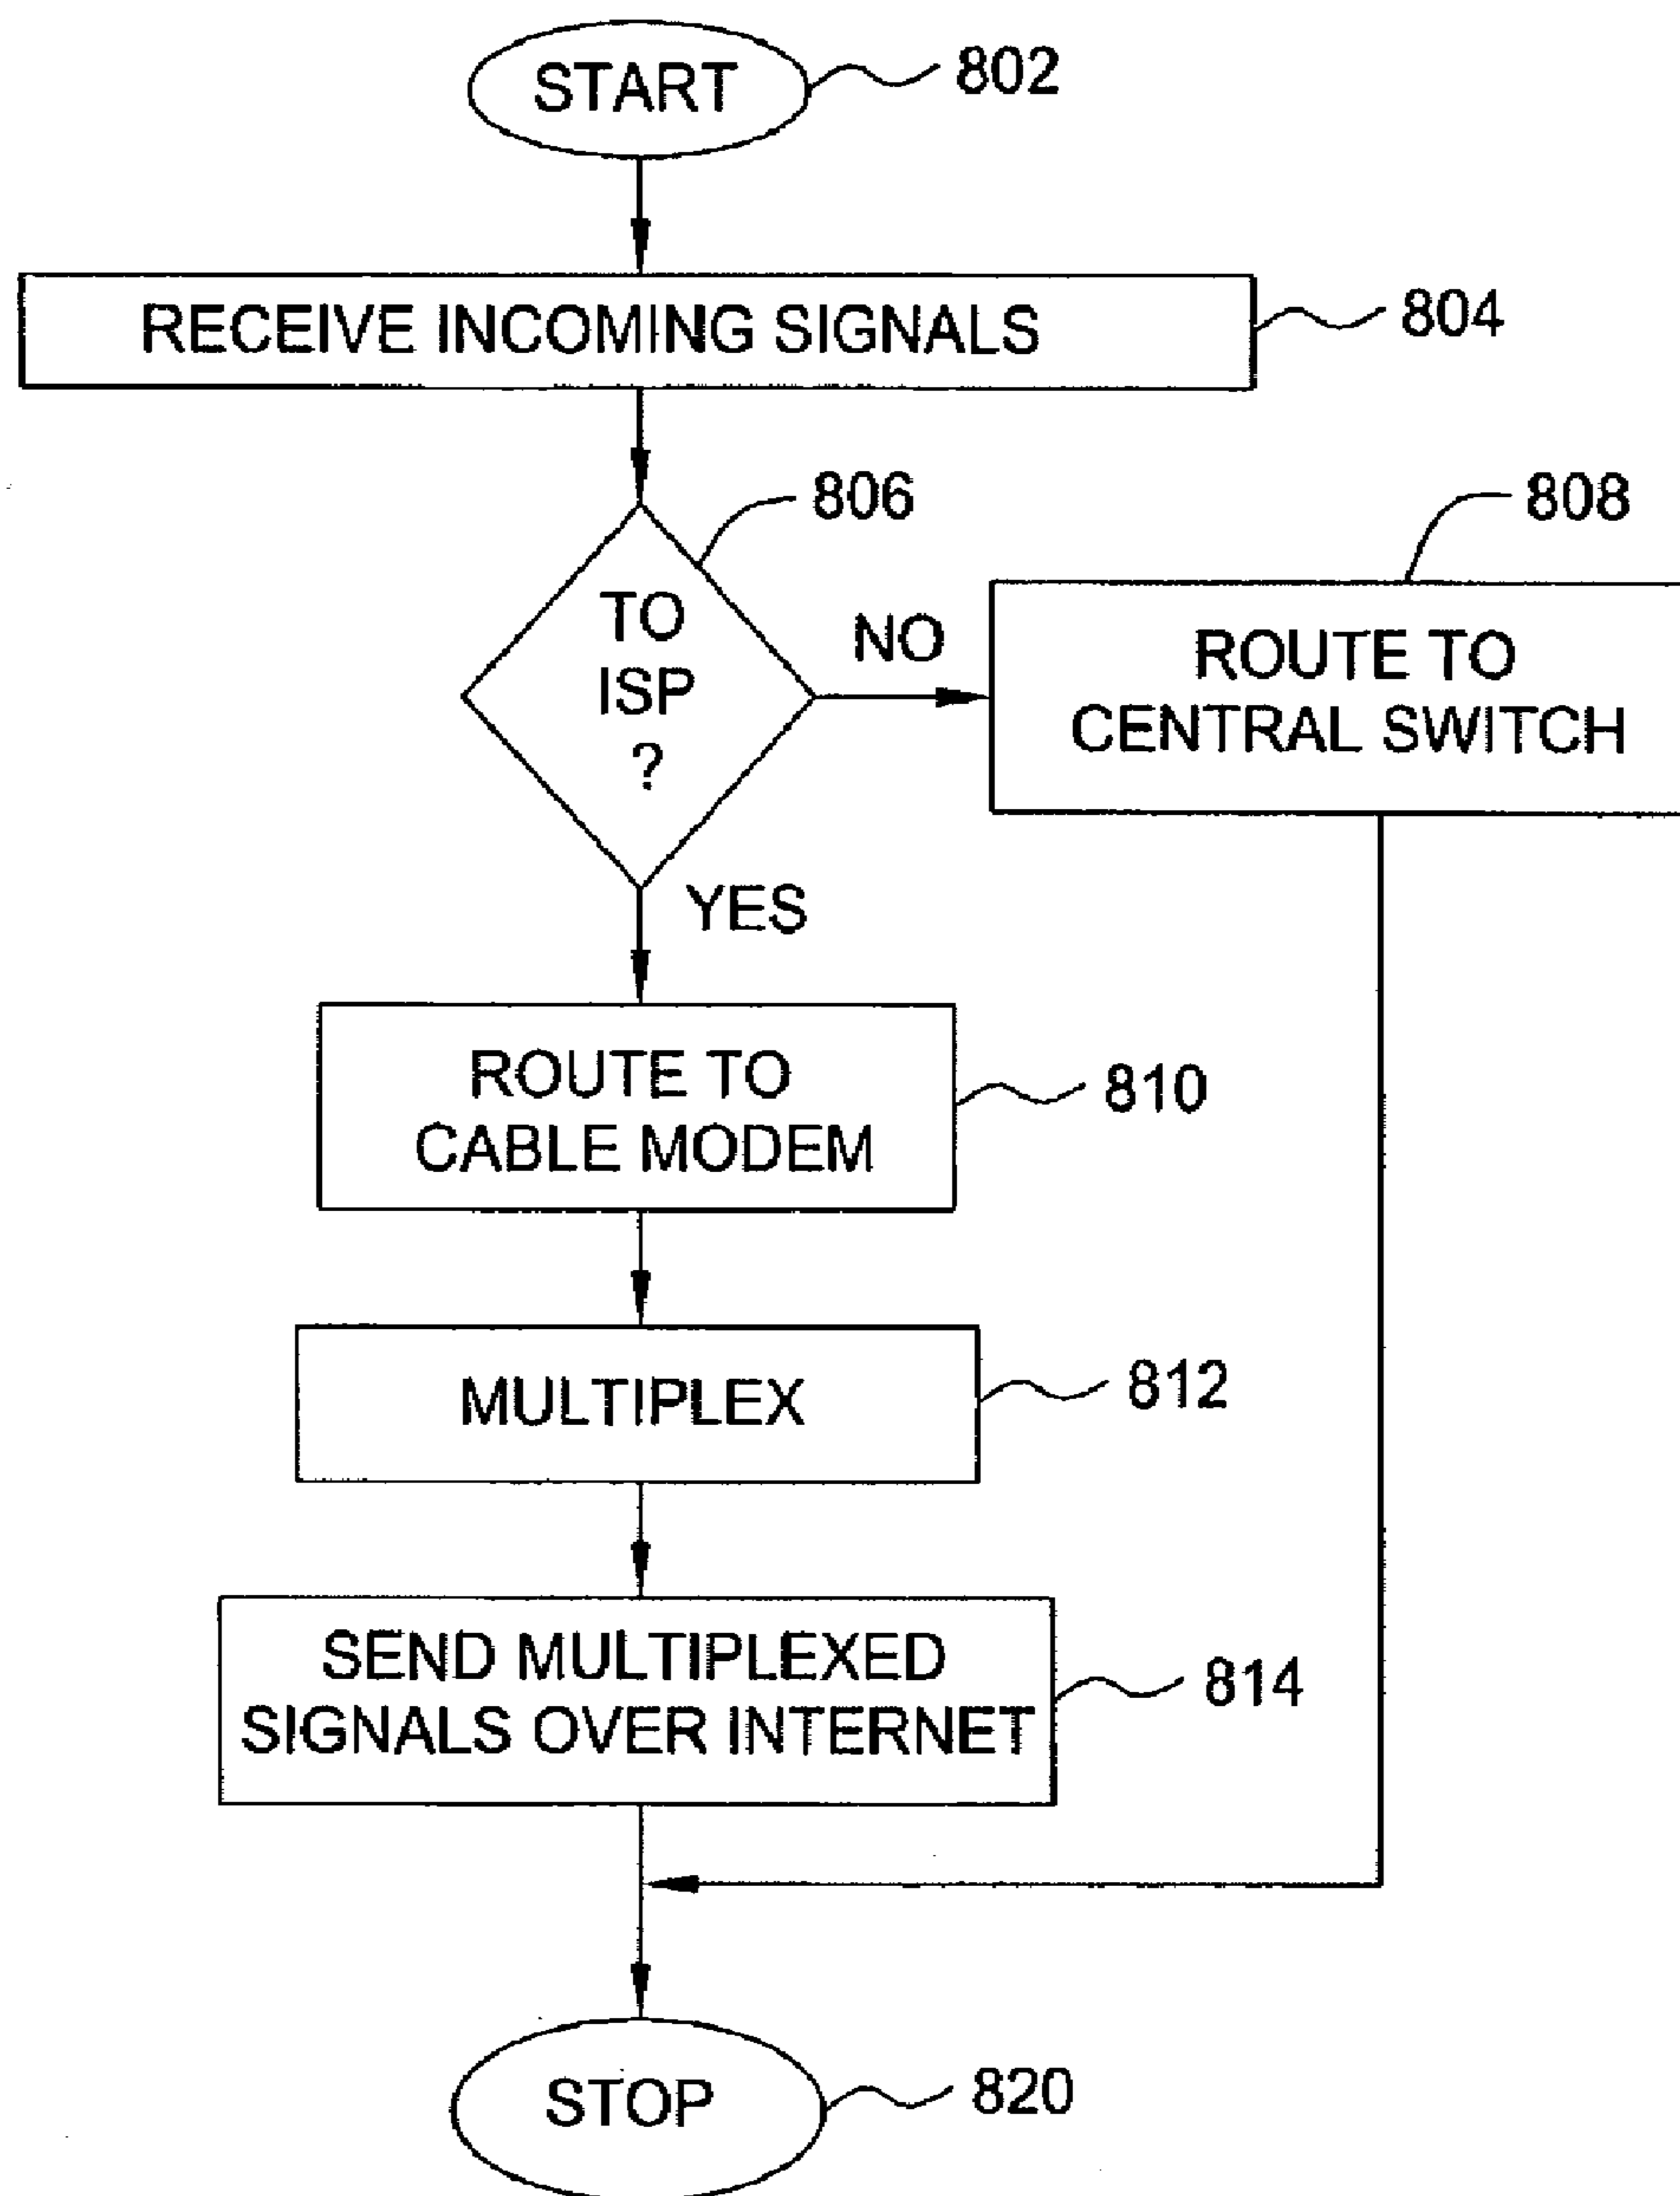 START
802
RECEIVE INCOMING SIGNALS
804
806
808
TO
ISP
?
NO
ROUTE TO
CENTRAL SWITCH
YES
ROUTE TO
CABLE MODEM
810
MULTIPLEX
812
SEND MULTIPLEXED
SIGNALS OVER INTERNET
814
STOP
820